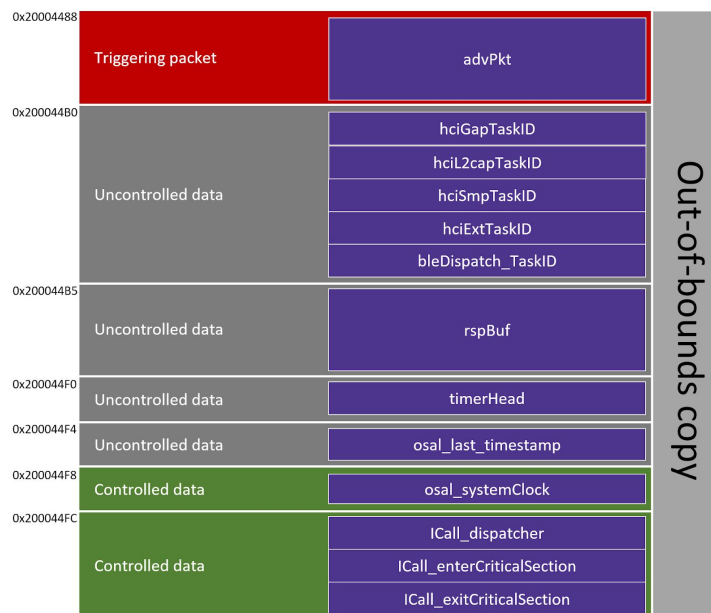 0x20004488
Triggering packet
advPkt
0x200044B0
Uncontrolled data
hciGapTaskID
hciL2capTaskID
hciSmpTaskID
hciExtTaskID
bleDispatch_TaskID
0x200044B5
Uncontrolled data
rspBuf
0x200044F0
Uncontrolled data
timerHead
0x200044F4
Uncontrolled data
osal_last_timestamp
0x200044F8
Controlled data
osal_systemClock
0x200044FC
Controlled data
ICall_dispatcher
ICall_enterCriticalSection
ICall_exitCriticalSection
Out-of-bounds copy